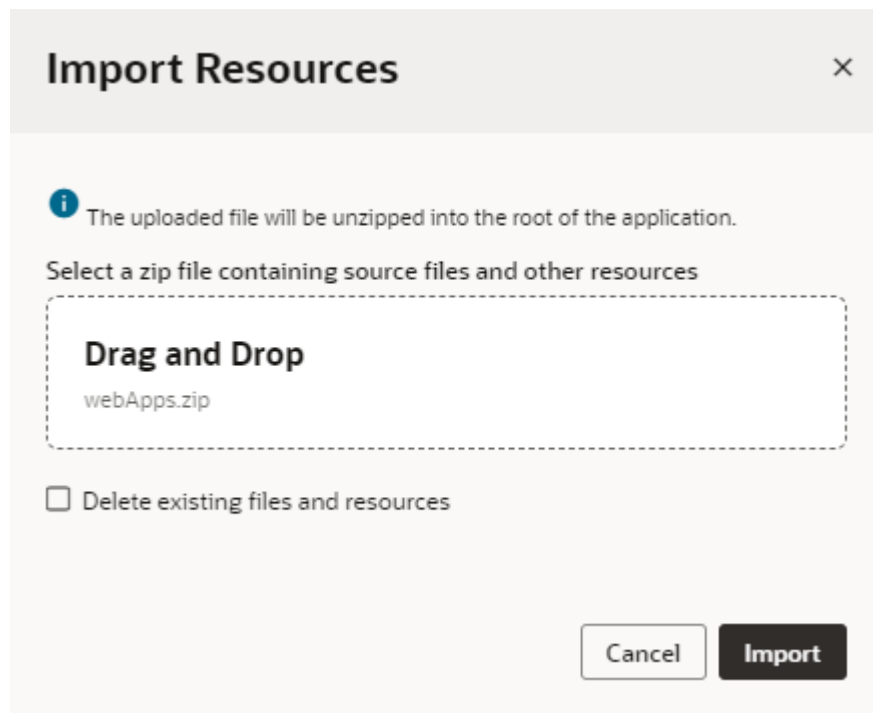 Import Resources
The uploaded file will be unzipped into the root of the application.
Select a zip file containing source files and other resources
Drag and Drop
webApps.zip
Delete existing files and resources
Cancel
Import